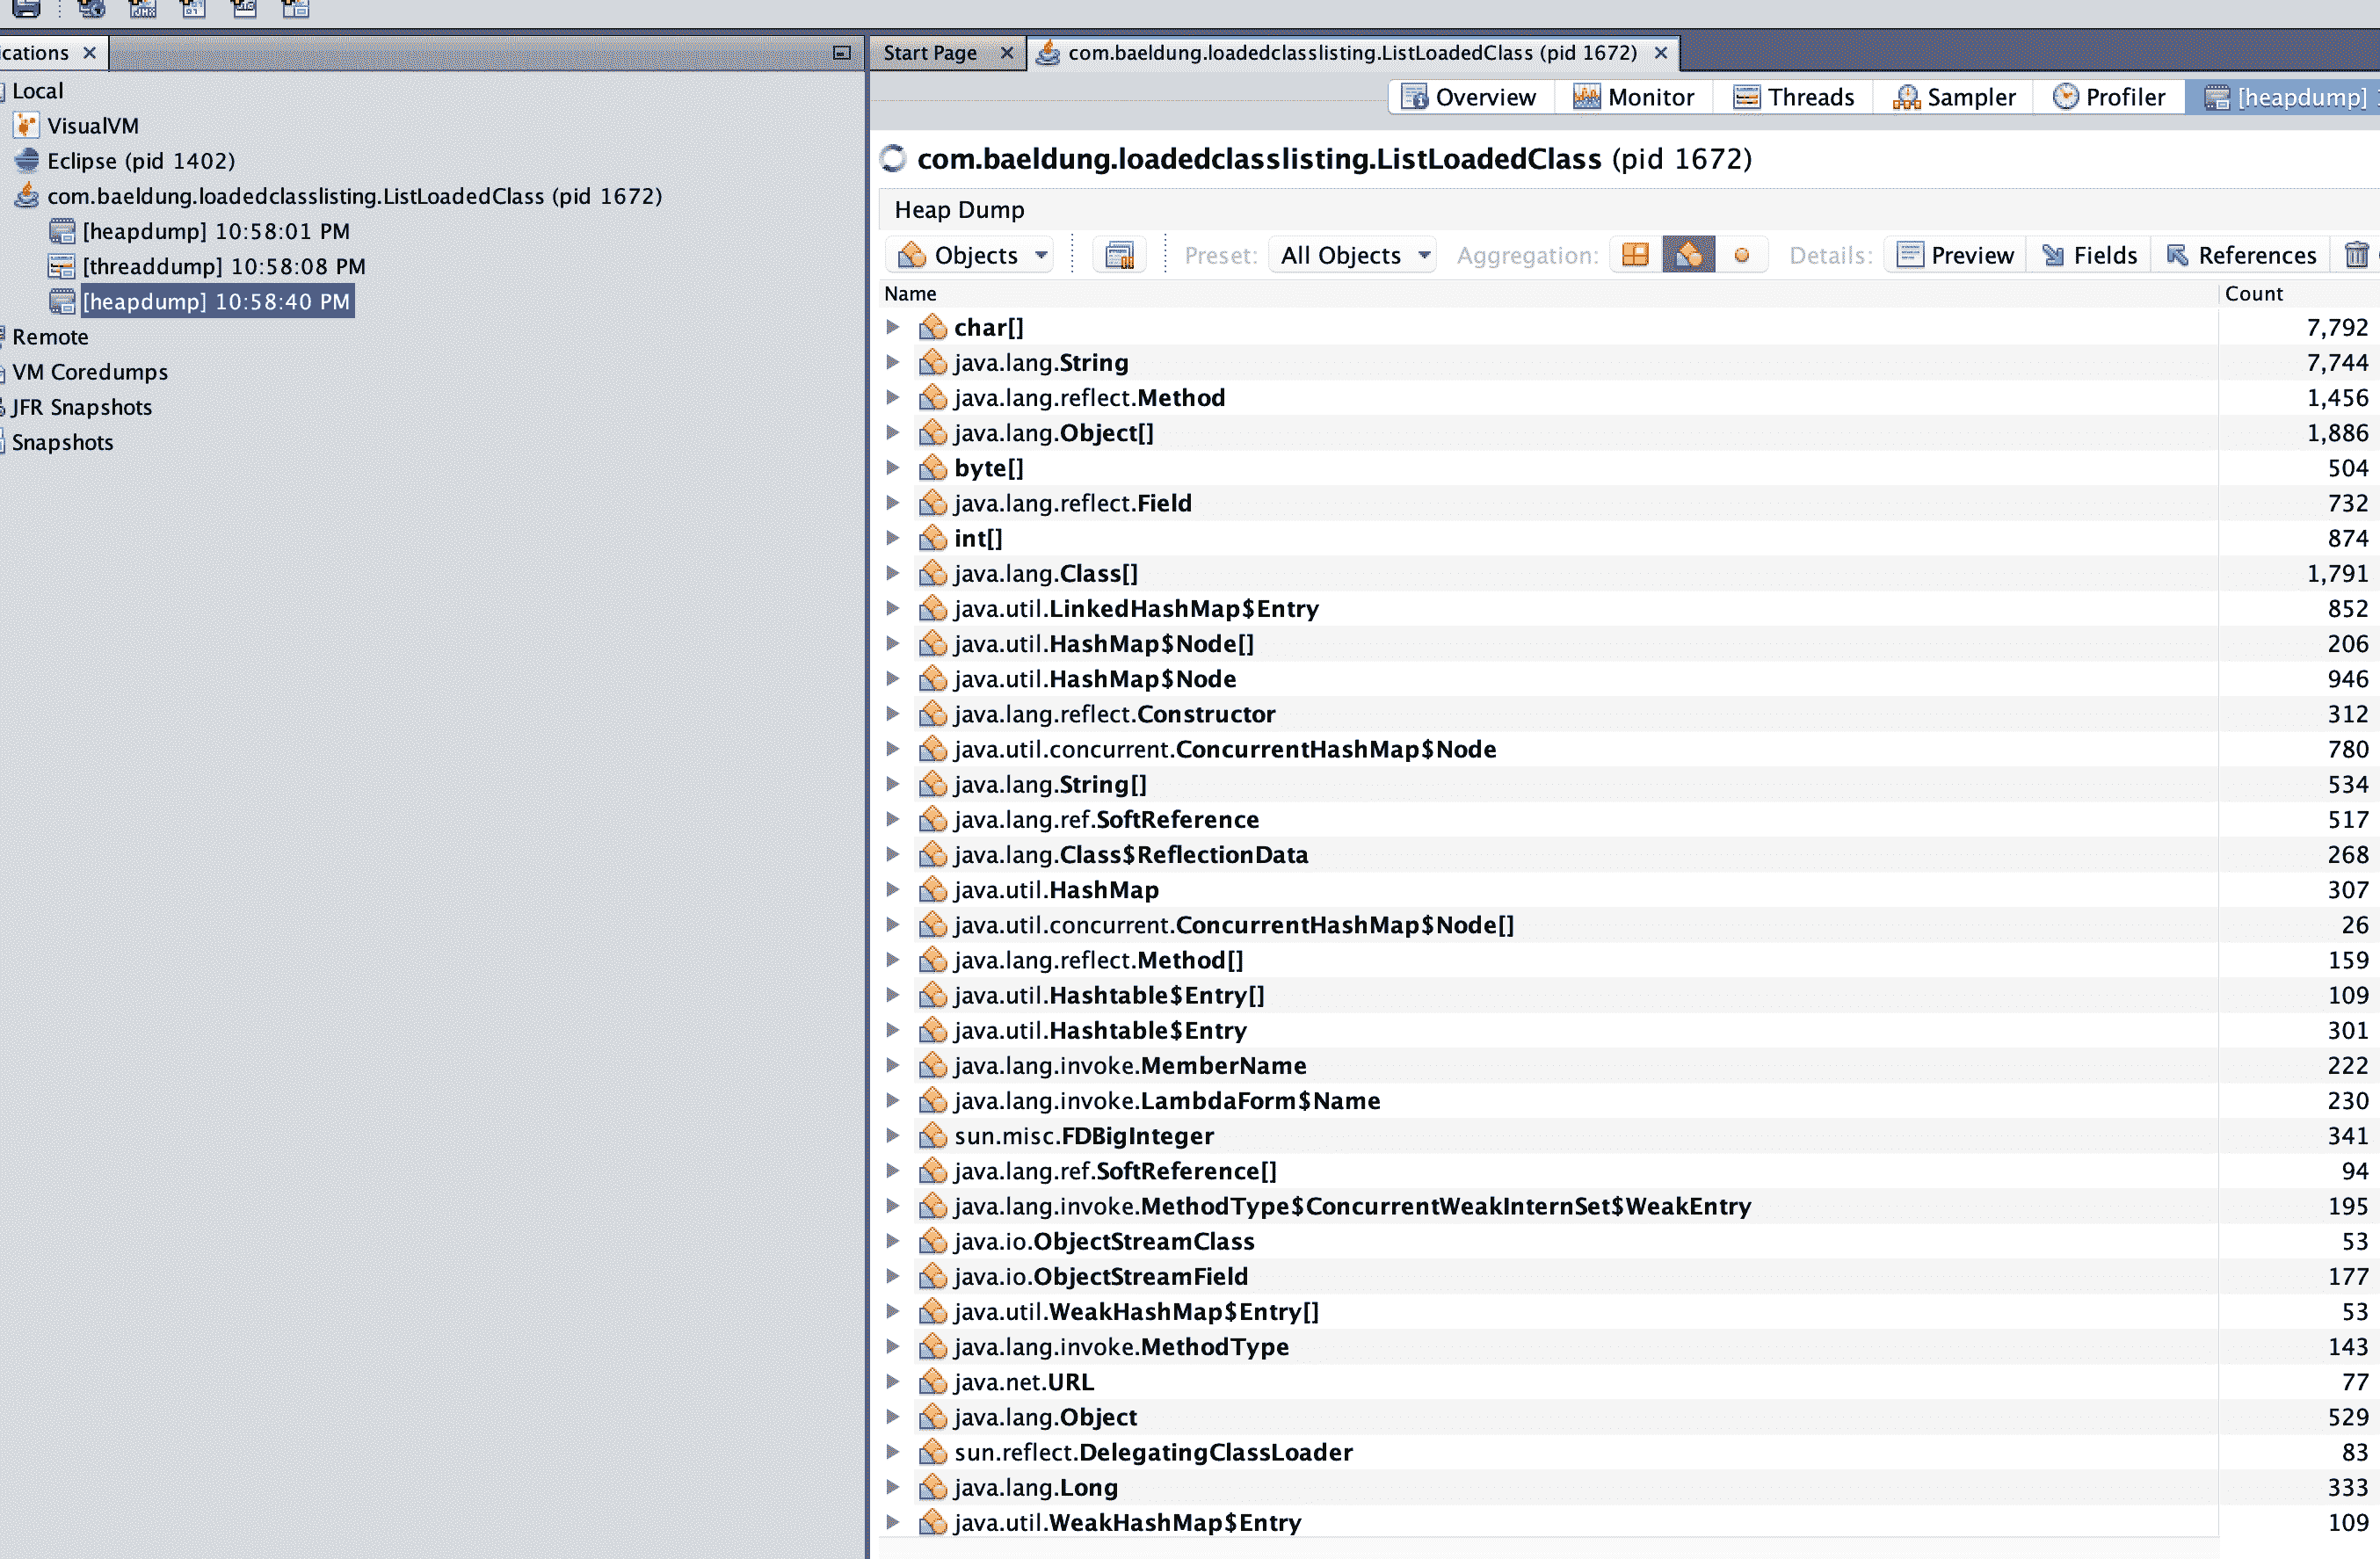 ications
Start Page
com.baeldung.loadedclasslisting.ListLoadedClass (pid 1672)
Local
VisualVM
Eclipse (pid 1402)
com.baeldung.loadedclasslisting.ListLoadedClass (pid 1672)
[heapdump] 10:58:01 PM
[threaddump] 10:58:08 PM
[heapdump] 10:58:40 PM
Remote
VM Coredumps
JFR Snapshots
Snapshots
Overview Monitor Threads Sampler Profiler [heapdump]
com.baeldung.loadedclasslisting.ListLoadedClass (pid 1672)
Heap Dump
Objects Preset: All Objects Aggregation: Details: Preview Fields References
Name Count
char[] 7,792
java.lang.String 7,744
java.lang.reflect.Method 1,456
java.lang.Object[] 1,886
byte[] 504
java.lang.reflect.Field 732
int[] 874
java.lang.Class[] 1,791
java.util.LinkedHashMap$Entry 852
java.util.HashMap$Node[] 206
java.util.HashMap$Node 946
java.lang.reflect.Constructor 312
java.util.concurrent.ConcurrentHashMap$Node 780
java.lang.String[] 534
java.lang.ref.SoftReference 517
java.lang.Class$ReflectionData 268
java.util.HashMap 307
java.util.concurrent.ConcurrentHashMap$Node[] 26
java.lang.reflect.Method[] 159
java.util.Hashtable$Entry[] 109
java.util.Hashtable$Entry 301
java.lang.invoke.MemberName 222
java.lang.invoke.LambdaForm$Name 230
sun.misc.FDBigInteger 341
java.lang.ref.SoftReference[] 94
java.lang.invoke.MethodType$ConcurrentWeakInternSet$WeakEntry 195
java.io.ObjectStreamClass 53
java.io.ObjectStreamField 177
java.util.WeakHashMap$Entry[] 53
java.lang.invoke.MethodType 143
java.net.URL 77
java.lang.Object 529
sun.reflect.DelegatingClassLoader 83
java.lang.Long 333
java.util.WeakHashMap$Entry 109